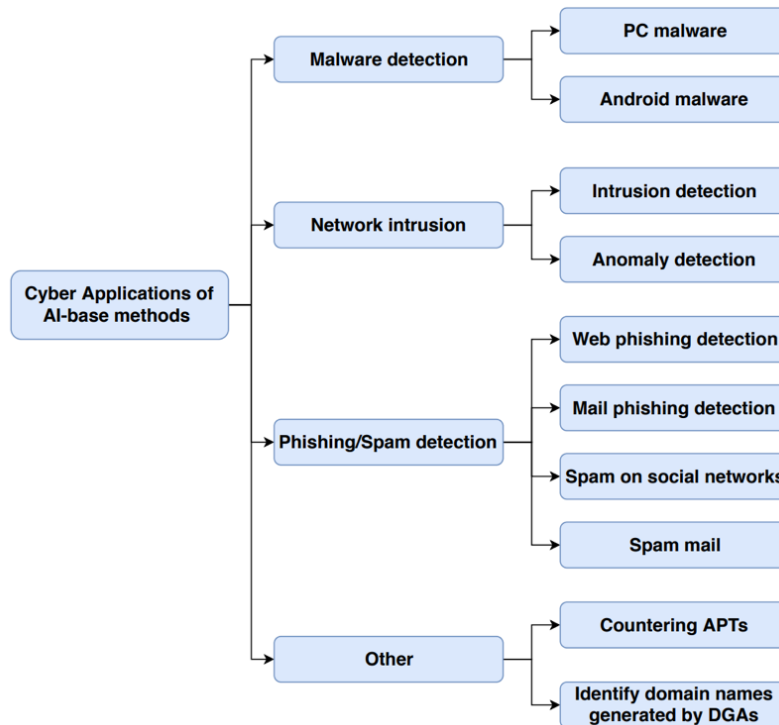 Cyber Applications of
AI-base methods
Malware detection
PC malware
Android malware
Network intrusion
Intrusion detection
Anomaly detection
Phishing/Spam detection
Web phishing detection
Mail phishing detection
Spam on social networks
Spam mail
Other
Countering APTs
Identify domain names
generated by DGAs